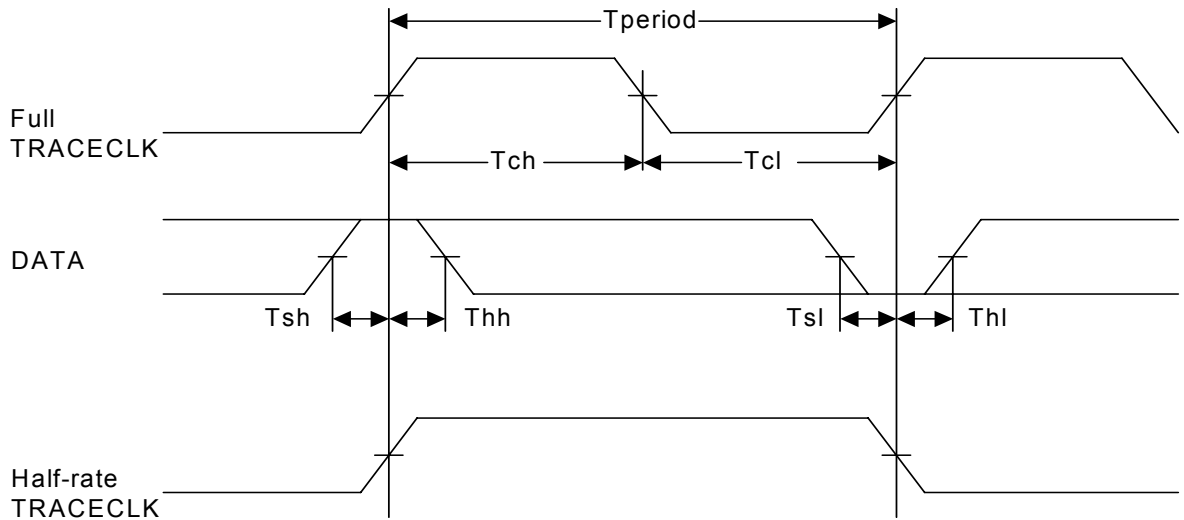 Tperiod
Full
TRACECLK
Tch
Tcl
DATA
Tsh
Thh
Tsl
Thl
Half-rate
TRACECLK